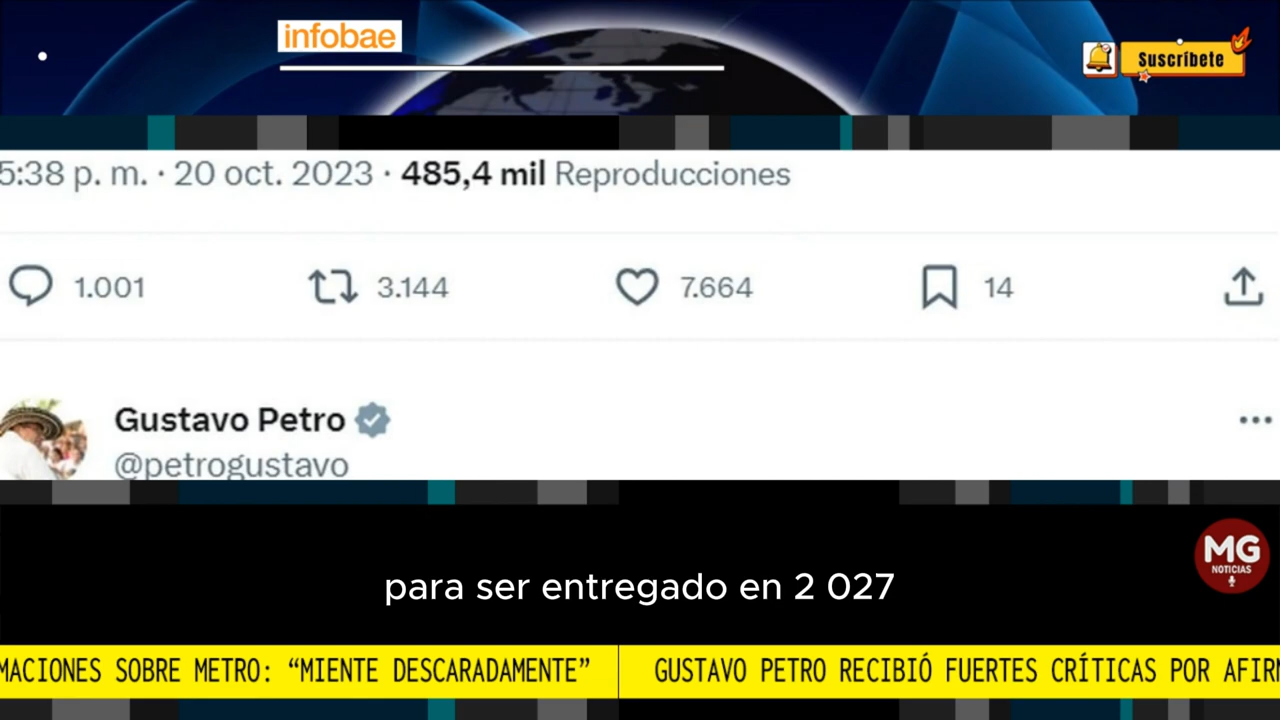 infobae
Suscríbete
5:38 p. m. · 20 oct. 2023 · 485,4 mil Reproducciones
1.001 3.144 7.664 14
Gustavo Petro
@petrogustavo
MG
NOTICIAS
para ser entregado en 2 027
MACIONES SOBRE METRO: “MIENTE DESCARADAMENTE” GUSTAVO PETRO RECIBIÓ FUERTES CRÍTICAS POR AFIR